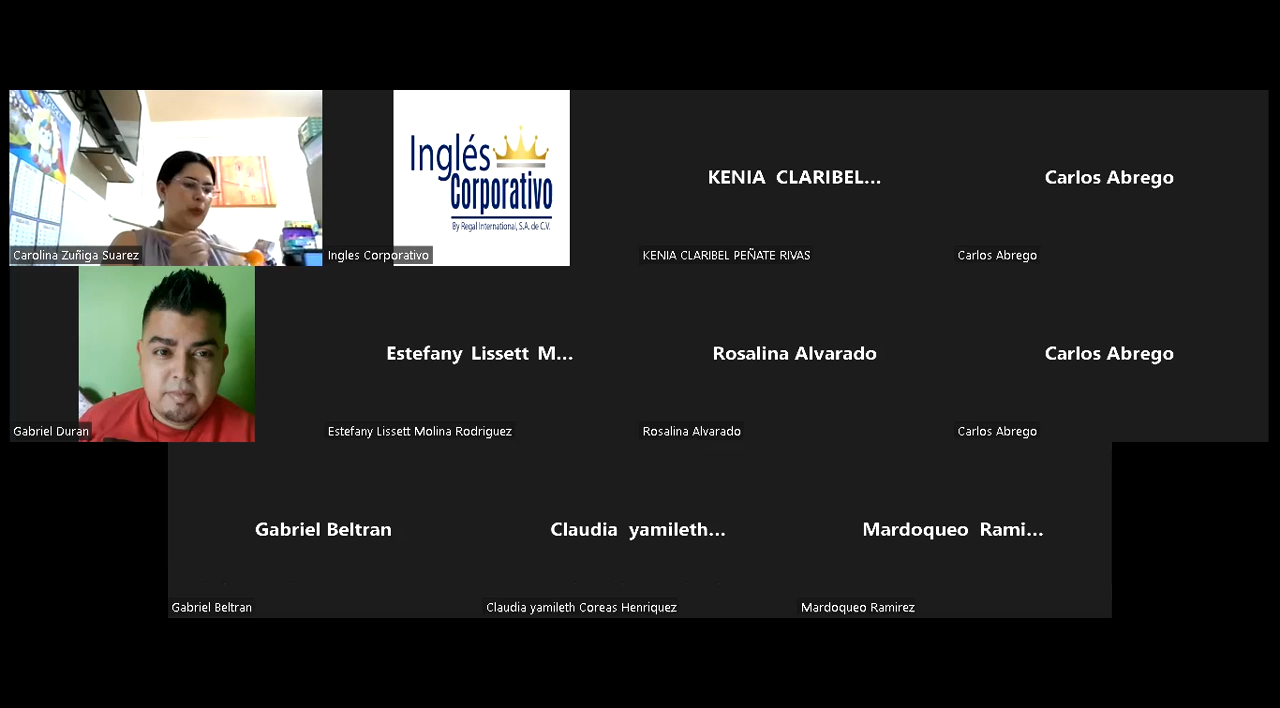 Carolina Zuñiga Suarez
Inglés
Corporativo
By Regal International, S.A. de C.V.
Ingles Corporativo
KENIA CLARIBEL...
KENIA CLARIBEL PEÑATE RIVAS
Carlos Abrego
Carlos Abrego
Gabriel Duran
Estefany Lissett M...
Estefany Lissett Molina Rodriguez
Rosalina Alvarado
Rosalina Alvarado
Carlos Abrego
Carlos Abrego
Gabriel Beltran
Gabriel Beltran
Claudia yamileth...
Claudia yamileth Coreas Henriquez
Mardoqueo Rami...
Mardoqueo Ramirez